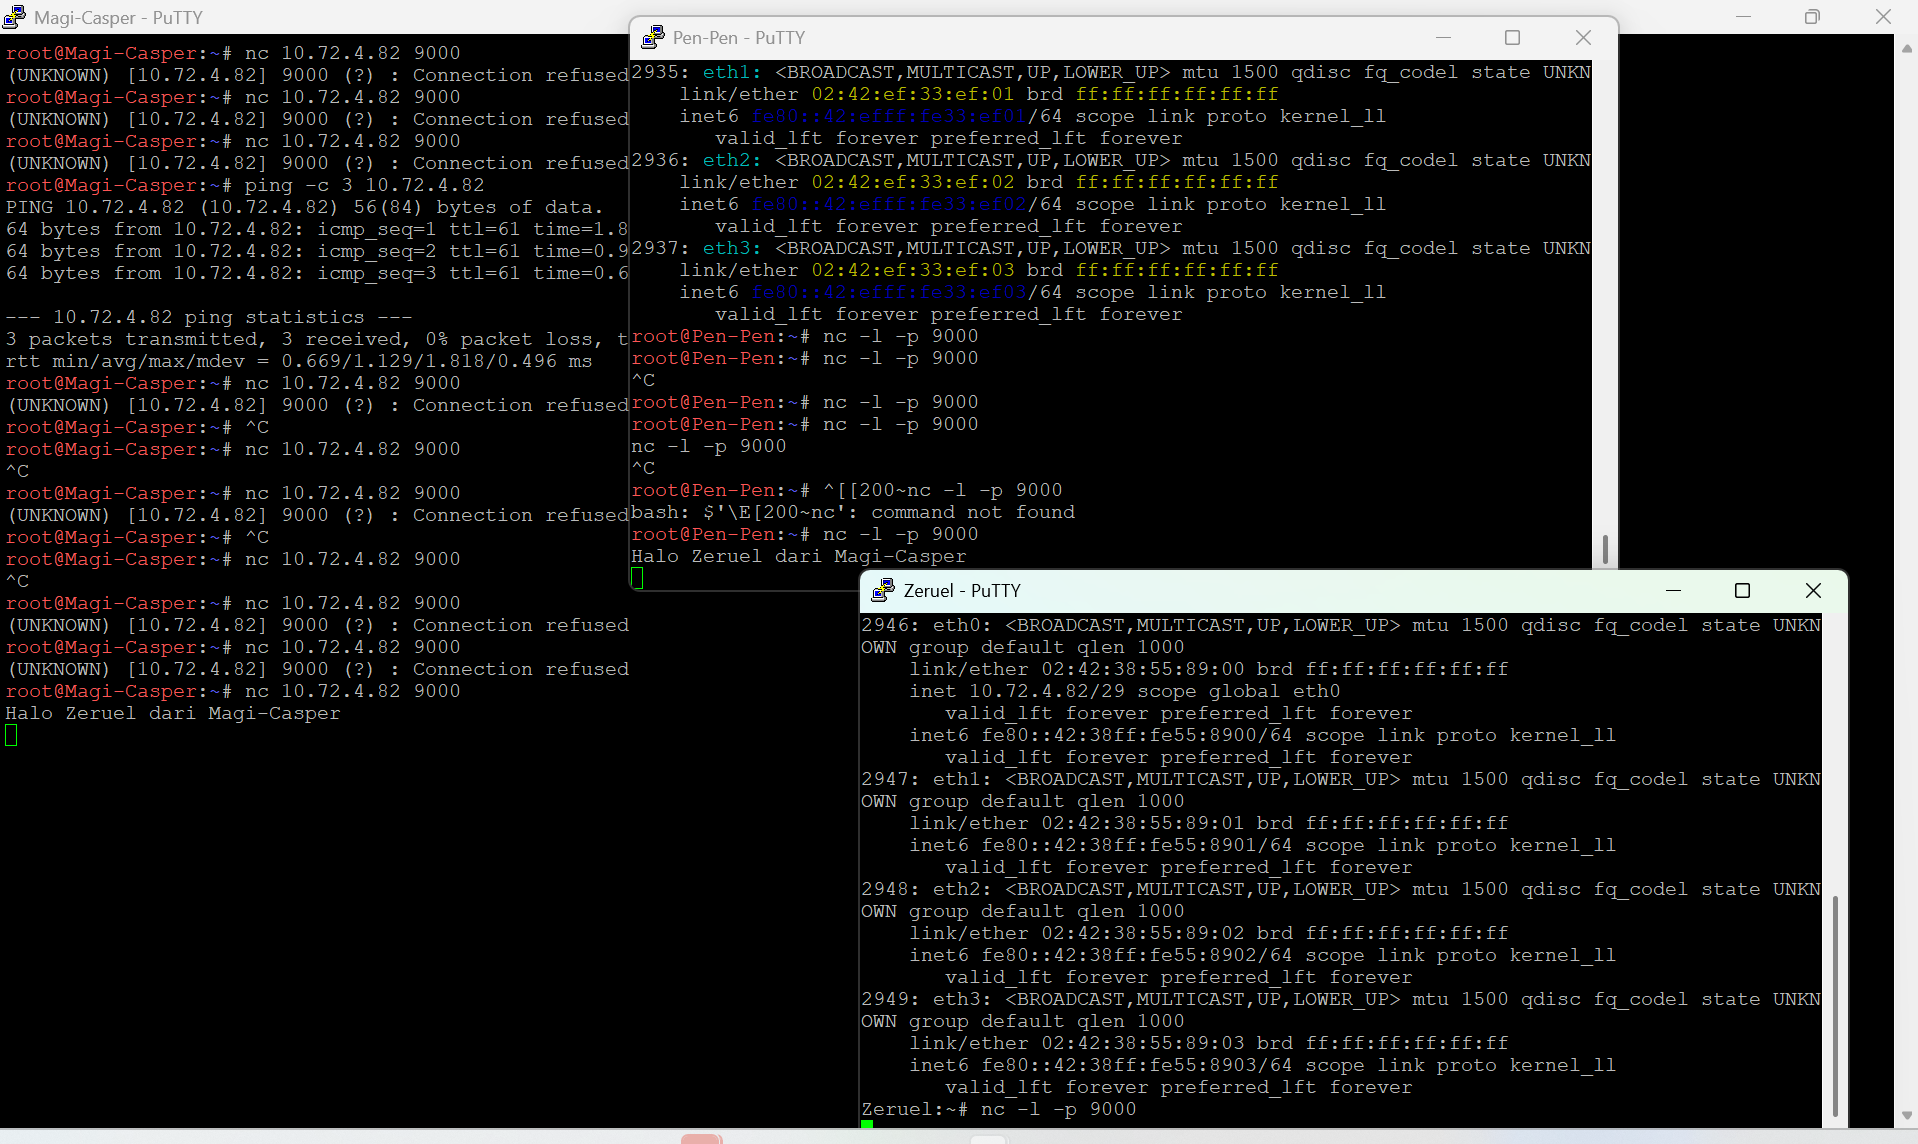 Magi-Casper - PuTTY
root@Magi-Casper:~# nc 10.72.4.82 9000
(UNKNOWN) [10.72.4.82] 9000 (?) : Connection refused
root@Magi-Casper:~# nc 10.72.4.82 9000
(UNKNOWN) [10.72.4.82] 9000 (?) : Connection refused
root@Magi-Casper:~# nc 10.72.4.82 9000
(UNKNOWN) [10.72.4.82] 9000 (?) : Connection refused
root@Magi-Casper:~# ping -c 3 10.72.4.82
PING 10.72.4.82 (10.72.4.82) 56(84) bytes of data.
64 bytes from 10.72.4.82: icmp_seq=1 ttl=61 time=1.8
64 bytes from 10.72.4.82: icmp_seq=2 ttl=61 time=0.9
64 bytes from 10.72.4.82: icmp_seq=3 ttl=61 time=0.6
--- 10.72.4.82 ping statistics ---
3 packets transmitted, 3 received, 0% packet loss, t
rtt min/avg/max/mdev = 0.669/1.129/1.818/0.496 ms
root@Magi-Casper:~# nc 10.72.4.82 9000
(UNKNOWN) [10.72.4.82] 9000 (?) : Connection refused
root@Magi-Casper:~# ^C
root@Magi-Casper:~# nc 10.72.4.82 9000
^C
root@Magi-Casper:~# nc 10.72.4.82 9000
(UNKNOWN) [10.72.4.82] 9000 (?) : Connection refused
root@Magi-Casper:~# ^C
root@Magi-Casper:~# nc 10.72.4.82 9000
^C
root@Magi-Casper:~# nc 10.72.4.82 9000
(UNKNOWN) [10.72.4.82] 9000 (?) : Connection refused
root@Magi-Casper:~# nc 10.72.4.82 9000
(UNKNOWN) [10.72.4.82] 9000 (?) : Connection refused
root@Magi-Casper:~# nc 10.72.4.82 9000
Halo Zeruel dari Magi-Casper
Pen-Pen - PuTTY
2935: eth1: <BROADCAST,MULTICAST,UP,LOWER_UP> mtu 1500 qdisc fq_codel state UNKN
link/ether 02:42:ef:33:ef:01 brd ff:ff:ff:ff:ff:ff
inet6 fe80::42:efff:fe33:ef01/64 scope link proto kernel_ll
valid_lft forever preferred_lft forever
2936: eth2: <BROADCAST,MULTICAST,UP,LOWER_UP> mtu 1500 qdisc fq_codel state UNKN
link/ether 02:42:ef:33:ef:02 brd ff:ff:ff:ff:ff:ff
inet6 fe80::42:efff:fe33:ef02/64 scope link proto kernel_ll
valid_lft forever preferred_lft forever
2937: eth3: <BROADCAST,MULTICAST,UP,LOWER_UP> mtu 1500 qdisc fq_codel state UNKN
link/ether 02:42:ef:33:ef:03 brd ff:ff:ff:ff:ff:ff
inet6 fe80::42:efff:fe33:ef03/64 scope link proto kernel_ll
valid_lft forever preferred_lft forever
root@Pen-Pen:~# nc -l -p 9000
root@Pen-Pen:~# nc -l -p 9000
^C
root@Pen-Pen:~# nc -l -p 9000
root@Pen-Pen:~# nc -l -p 9000
nc -l -p 9000
^C
root@Pen-Pen:~# ^[[200~nc -l -p 9000
bash: $'\E[200~nc': command not found
root@Pen-Pen:~# nc -l -p 9000
Halo Zeruel dari Magi-Casper
Zeruel - PuTTY
2946: eth0: <BROADCAST,MULTICAST,UP,LOWER_UP> mtu 1500 qdisc fq_codel state UNKN
OWN group default qlen 1000
link/ether 02:42:38:55:89:00 brd ff:ff:ff:ff:ff:ff
inet 10.72.4.82/29 scope global eth0
valid_lft forever preferred_lft forever
inet6 fe80::42:38ff:fe55:8900/64 scope link proto kernel_ll
valid_lft forever preferred_lft forever
2947: eth1: <BROADCAST,MULTICAST,UP,LOWER_UP> mtu 1500 qdisc fq_codel state UNKN
OWN group default qlen 1000
link/ether 02:42:38:55:89:01 brd ff:ff:ff:ff:ff:ff
inet6 fe80::42:38ff:fe55:8901/64 scope link proto kernel_ll
valid_lft forever preferred_lft forever
2948: eth2: <BROADCAST,MULTICAST,UP,LOWER_UP> mtu 1500 qdisc fq_codel state UNKN
OWN group default qlen 1000
link/ether 02:42:38:55:89:02 brd ff:ff:ff:ff:ff:ff
inet6 fe80::42:38ff:fe55:8902/64 scope link proto kernel_ll
valid_lft forever preferred_lft forever
2949: eth3: <BROADCAST,MULTICAST,UP,LOWER_UP> mtu 1500 qdisc fq_codel state UNKN
OWN group default qlen 1000
link/ether 02:42:38:55:89:03 brd ff:ff:ff:ff:ff:ff
inet6 fe80::42:38ff:fe55:8903/64 scope link proto kernel_ll
valid_lft forever preferred_lft forever
Zeruel:~# nc -l -p 9000